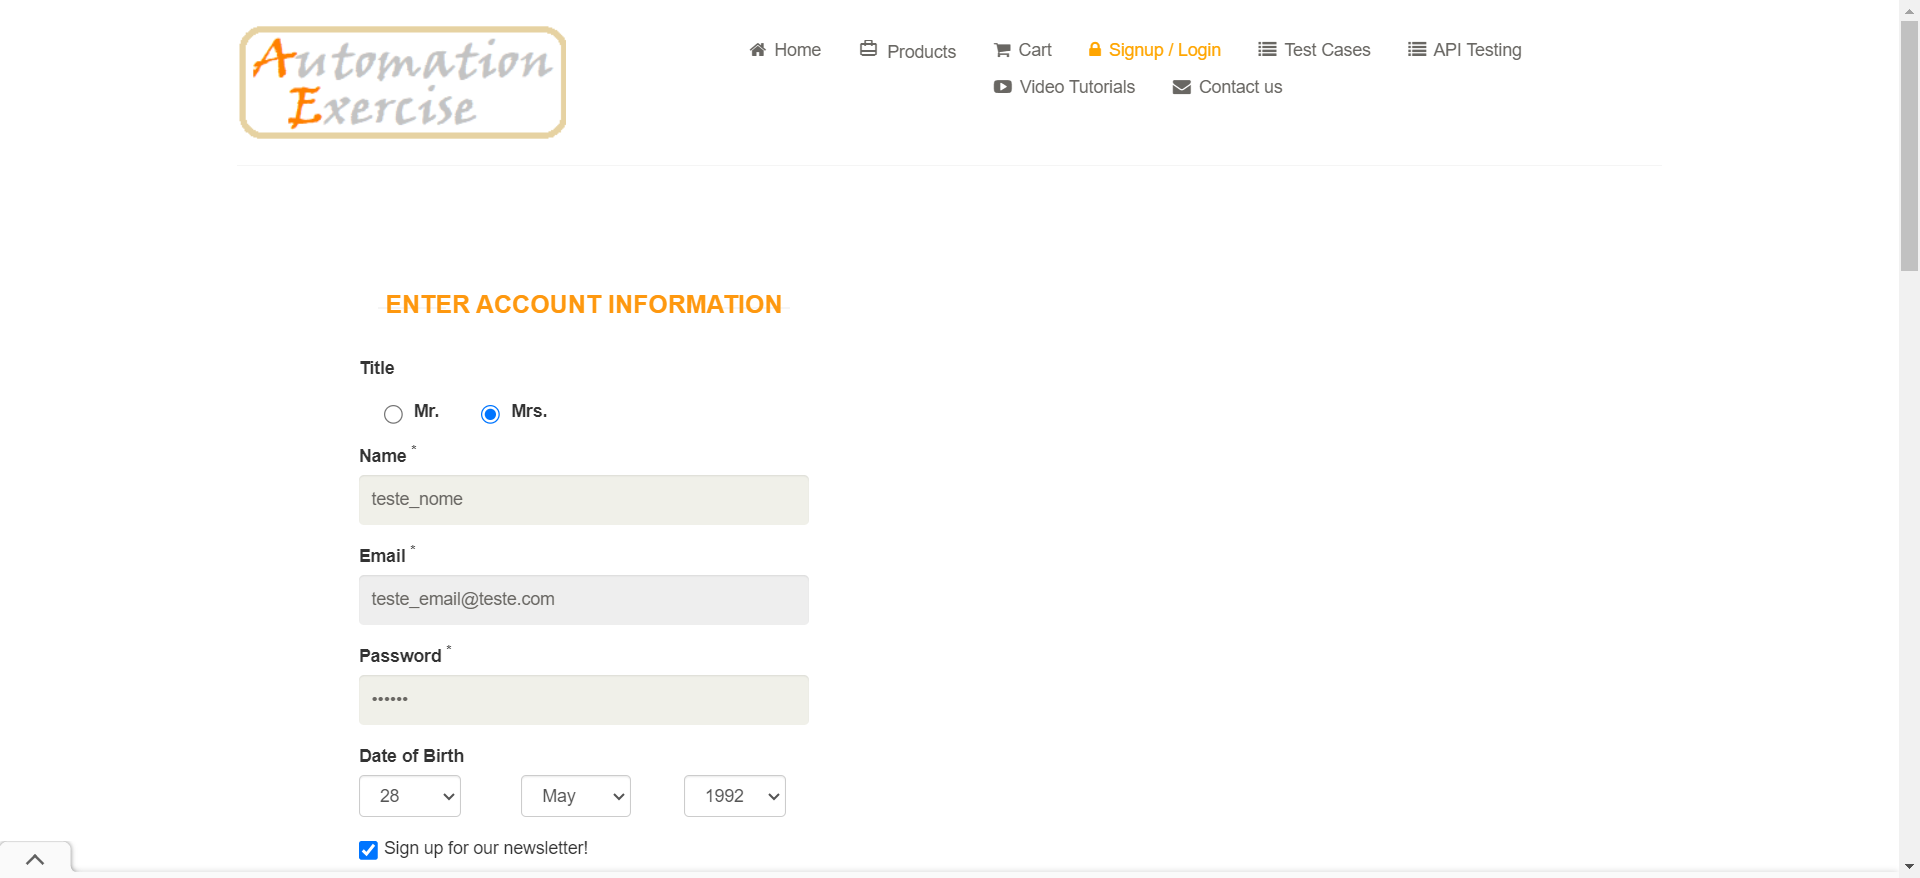 Automation
Exercise
Home Products Cart Signup / Login Test Cases API Testing
Video Tutorials Contact us
ENTER ACCOUNT INFORMATION
Title
Mr. Mrs.
Name *
teste_nome
Email *
teste_email@teste.com
Password *
••••••
Date of Birth
28 May 1992
Sign up for our newsletter!